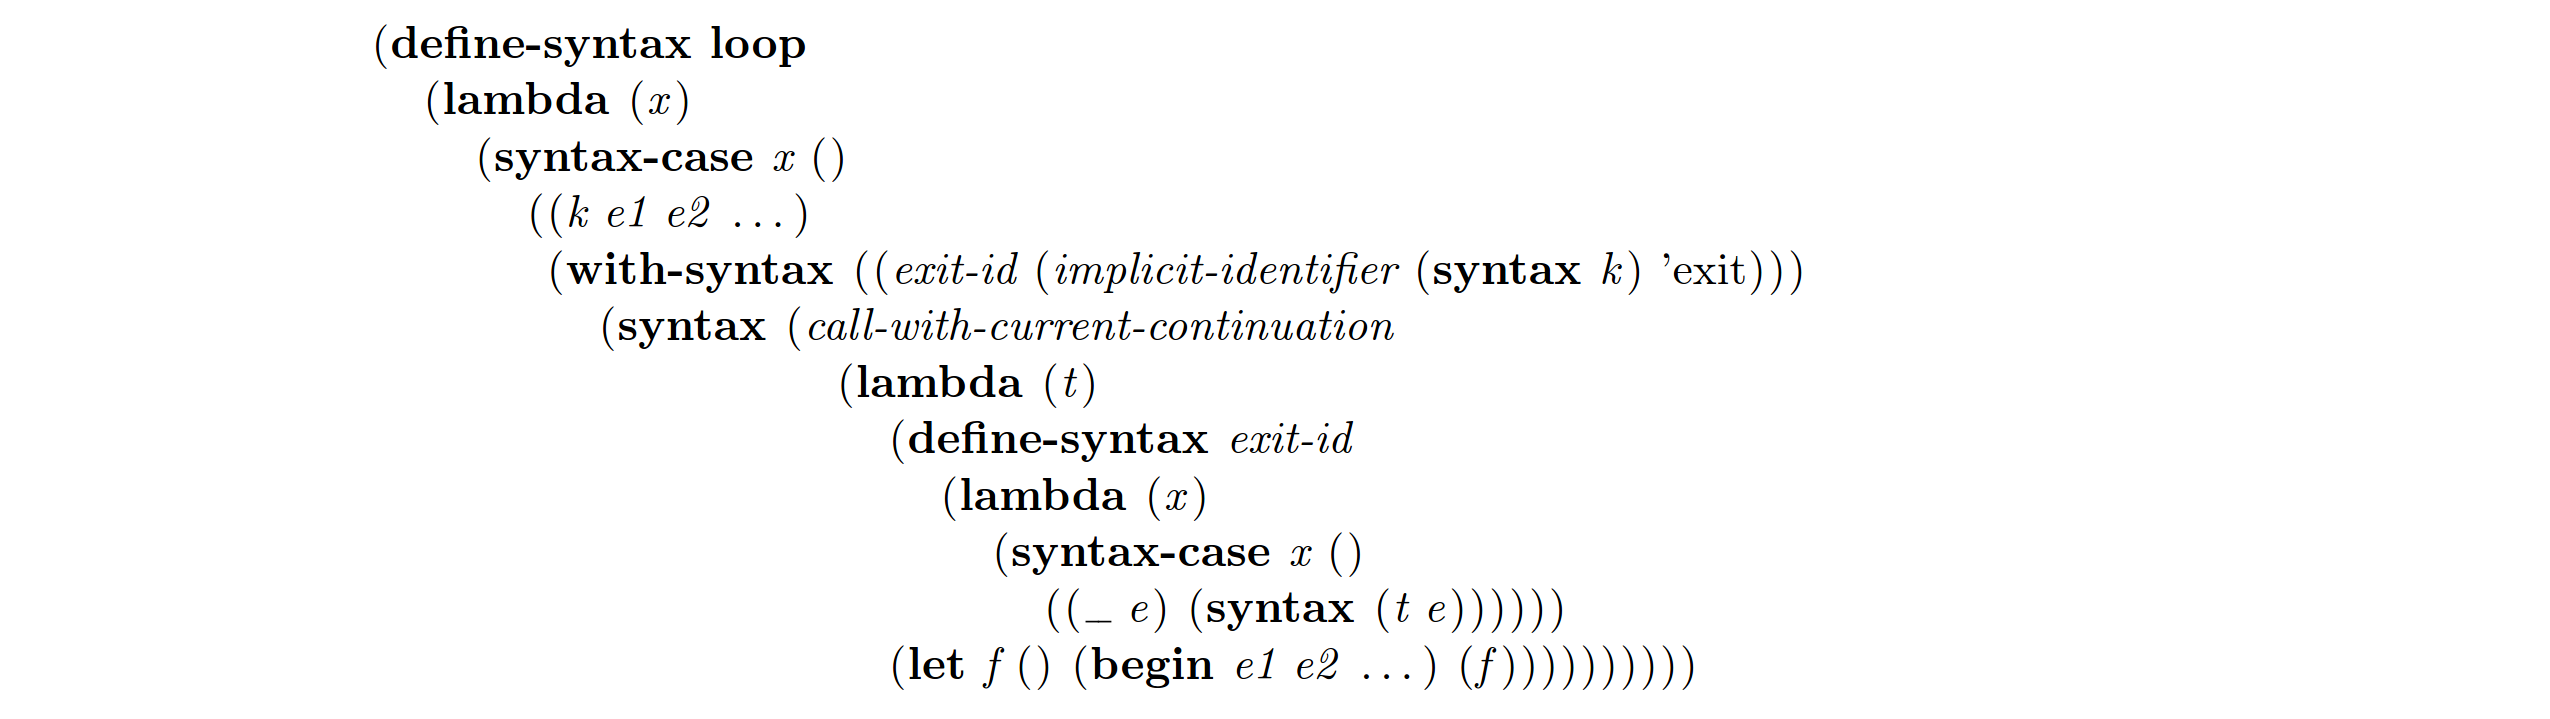 (define-syntax loop
(lambda (x)
(syntax-case x ()
((k e1 e2 ...)
(with-syntax ((exit-id (implicit-identifier (syntax k) ’exit)))
(syntax (call-with-current-continuation
(lambda (t)
(define-syntax exit-id
(lambda (x)
(syntax-case x ()
((_ e) (syntax (t e))))))
(let f () (begin e1 e2 ...) (f))))))))))